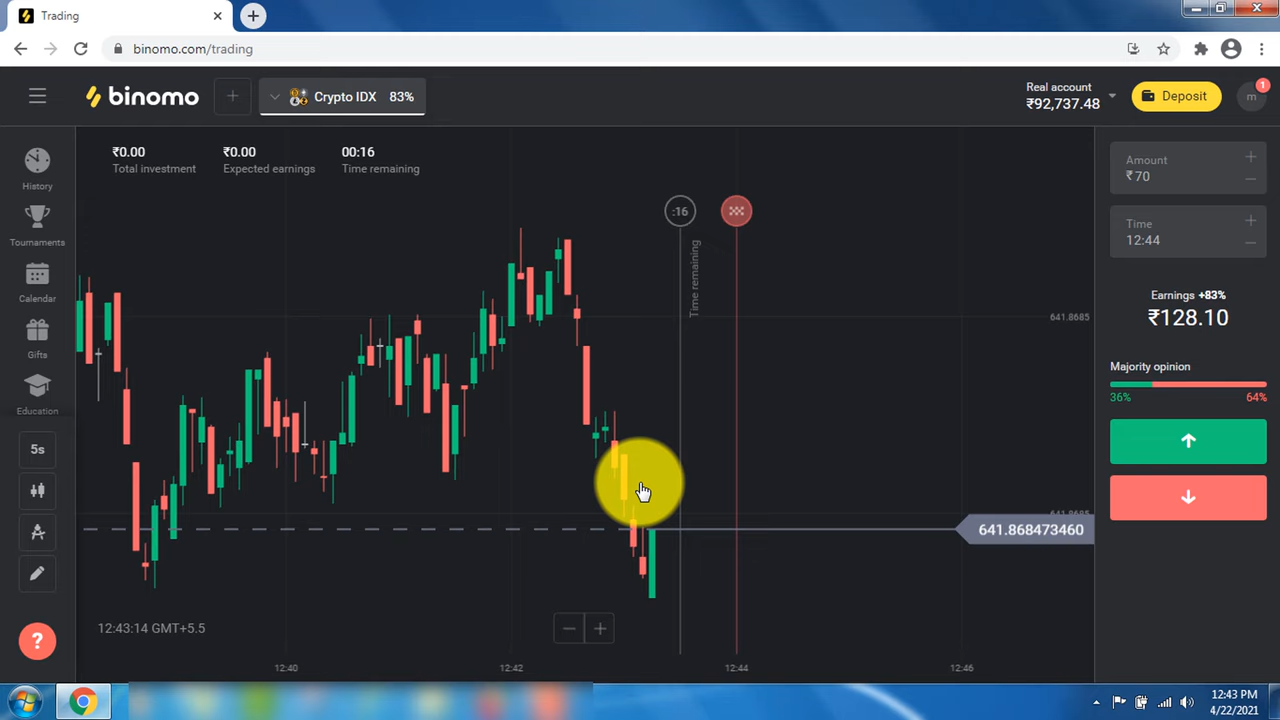 Trading
binomo.com/trading
binomo
Crypto IDX 83%
Real account
₹92,737.48
Deposit
m
1
₹0.00
Total investment
₹0.00
Expected earnings
00:16
Time remaining
History
Tournaments
Calendar
Gifts
Education
5s
:16
Time remaining
641.8685
641.8685
641.868473460
12:43:14 GMT+5.5
12:40
12:42
12:44
12:46
Amount
₹70
Time
12:44
Earnings +83%
₹128.10
Majority opinion
36% 64%
?
12:43 PM
4/22/2021